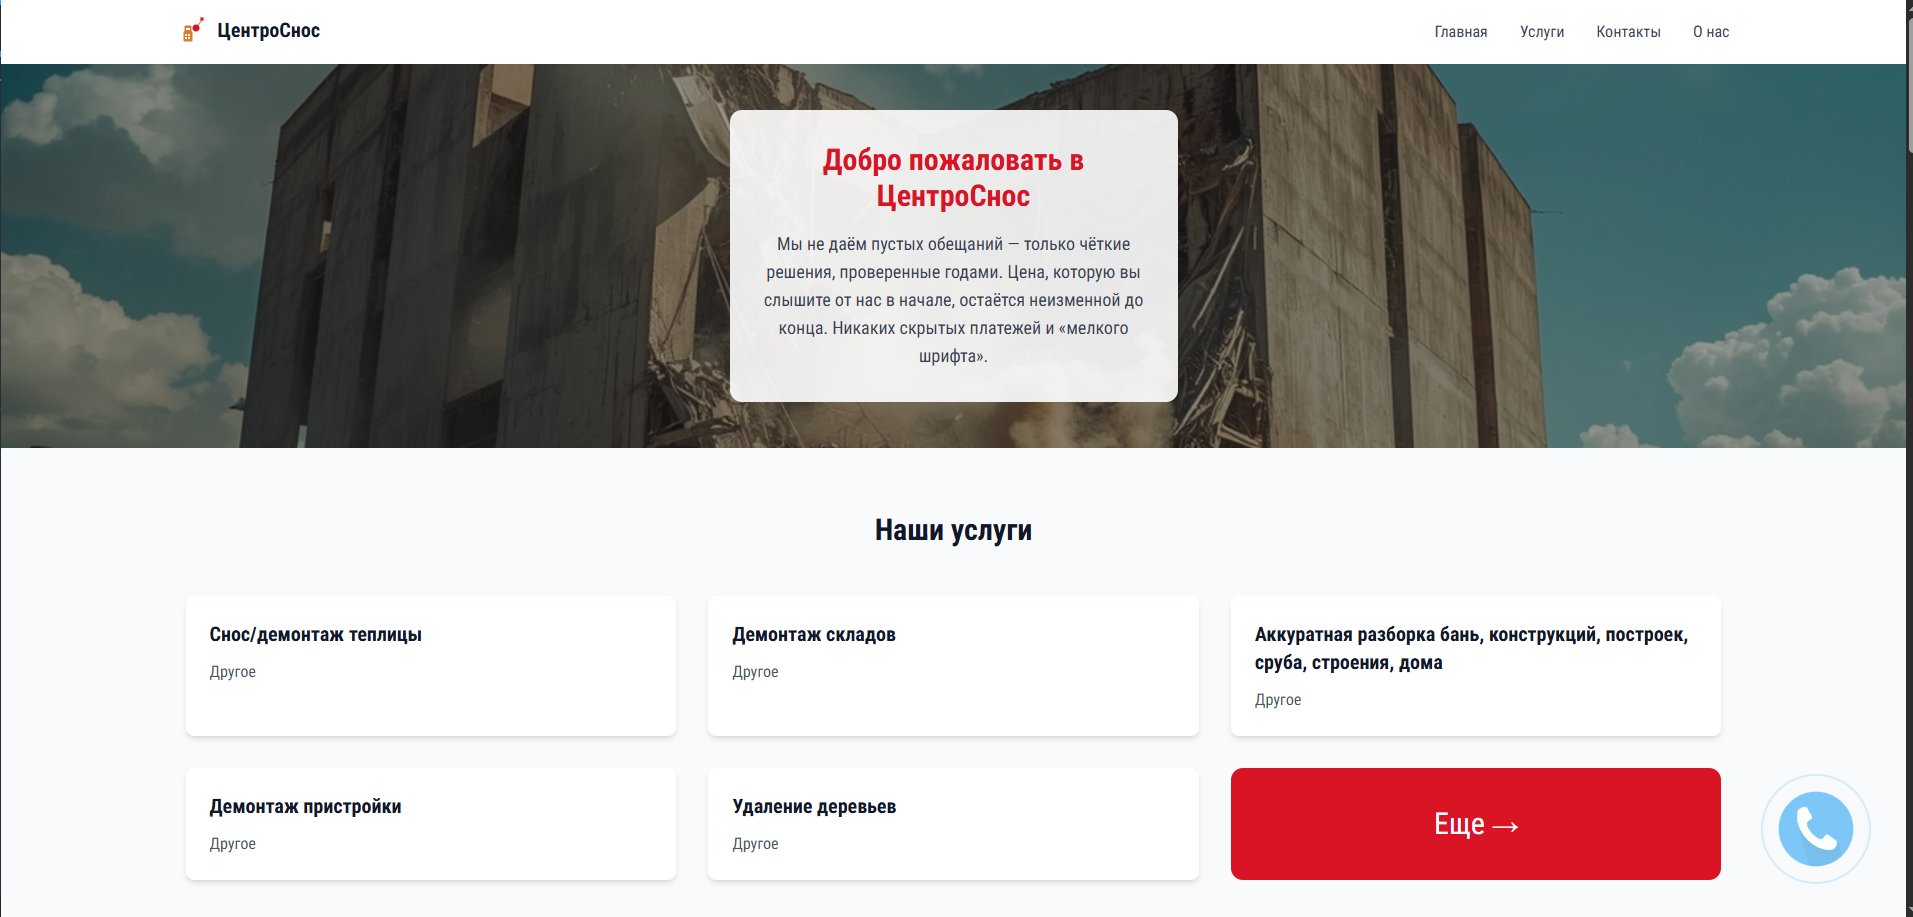 ЦентроСнос
Главная Услуги Контакты О нас
Добро пожаловать в
ЦентроСнос
Мы не даём пустых обещаний — только чёткие
решения, проверенные годами. Цена, которую вы
слышите от нас в начале, остаётся неизменной до
конца. Никаких скрытых платежей и «мелкого
шрифта».
Наши услуги
Снос/демонтаж теплицы
Другое
Демонтаж складов
Другое
Аккуратная разборка бань, конструкций, построек,
сруба, строения, дома
Другое
Демонтаж пристройки
Другое
Удаление деревьев
Другое
Еще →